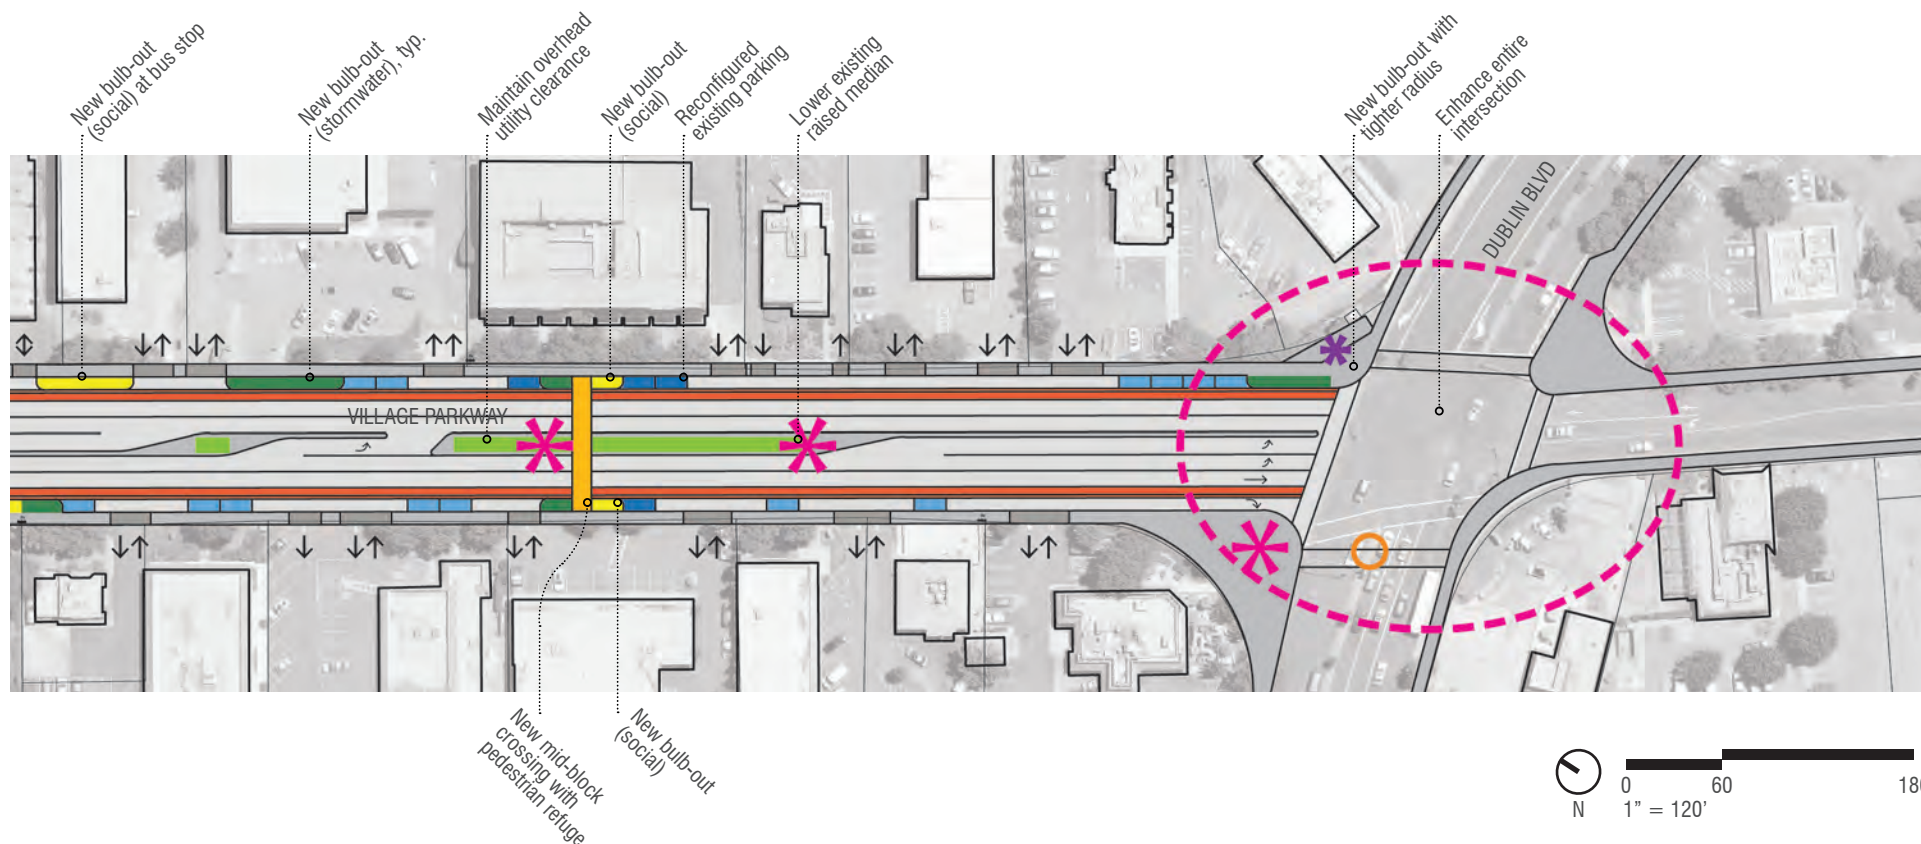 New bulb-out
(social) at bus stop
New bulb-out
(stormwater), typ.
Maintain overhead
utility clearance
New bulb-out
(social)
Reconfigured
existing parking
Lower existing
raised median
New bulb-out with
tighter radius
Enhance entire
intersection
DUBLIN BLVD
VILLAGE PARKWAY
New mid-block
crossing with
pedestrian refuge
New bulb-out
(social)
N
0 60 180
1” = 120’